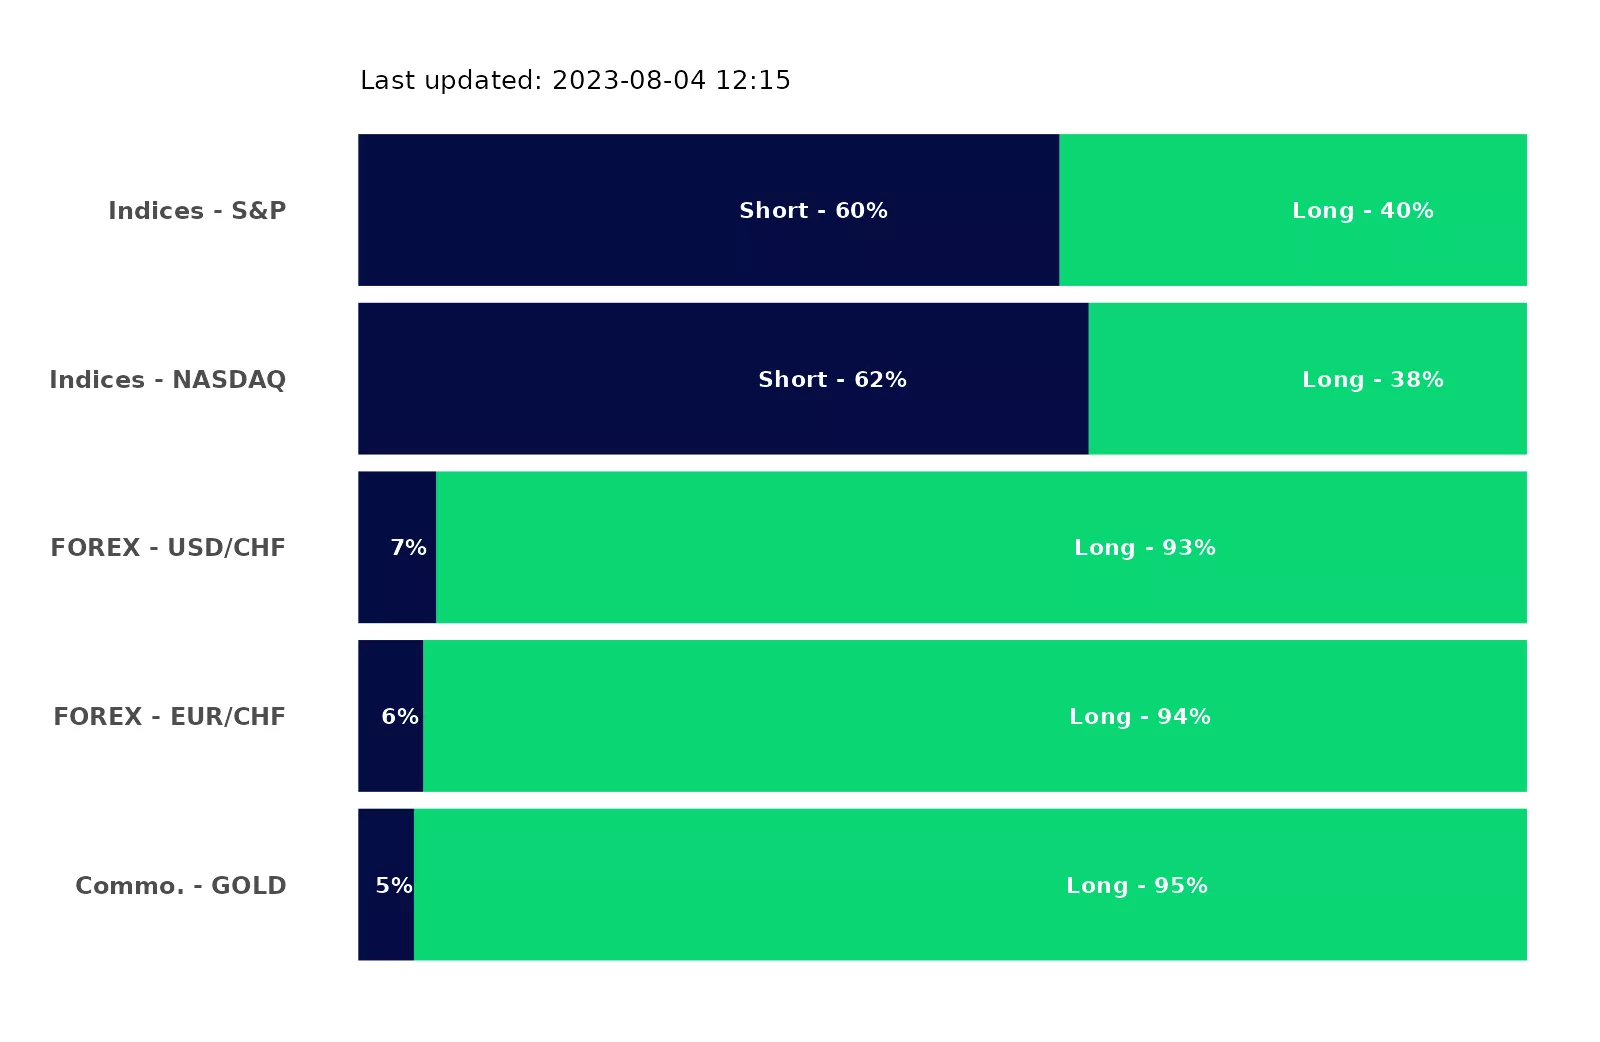 Last updated: 2023-08-04 12:15
Indices - S&P Short - 60% Long - 40%
Indices - NASDAQ Short - 62% Long - 38%
FOREX - USD/CHF 7% Long - 93%
FOREX - EUR/CHF 6% Long - 94%
Commo. - GOLD 5% Long - 95%